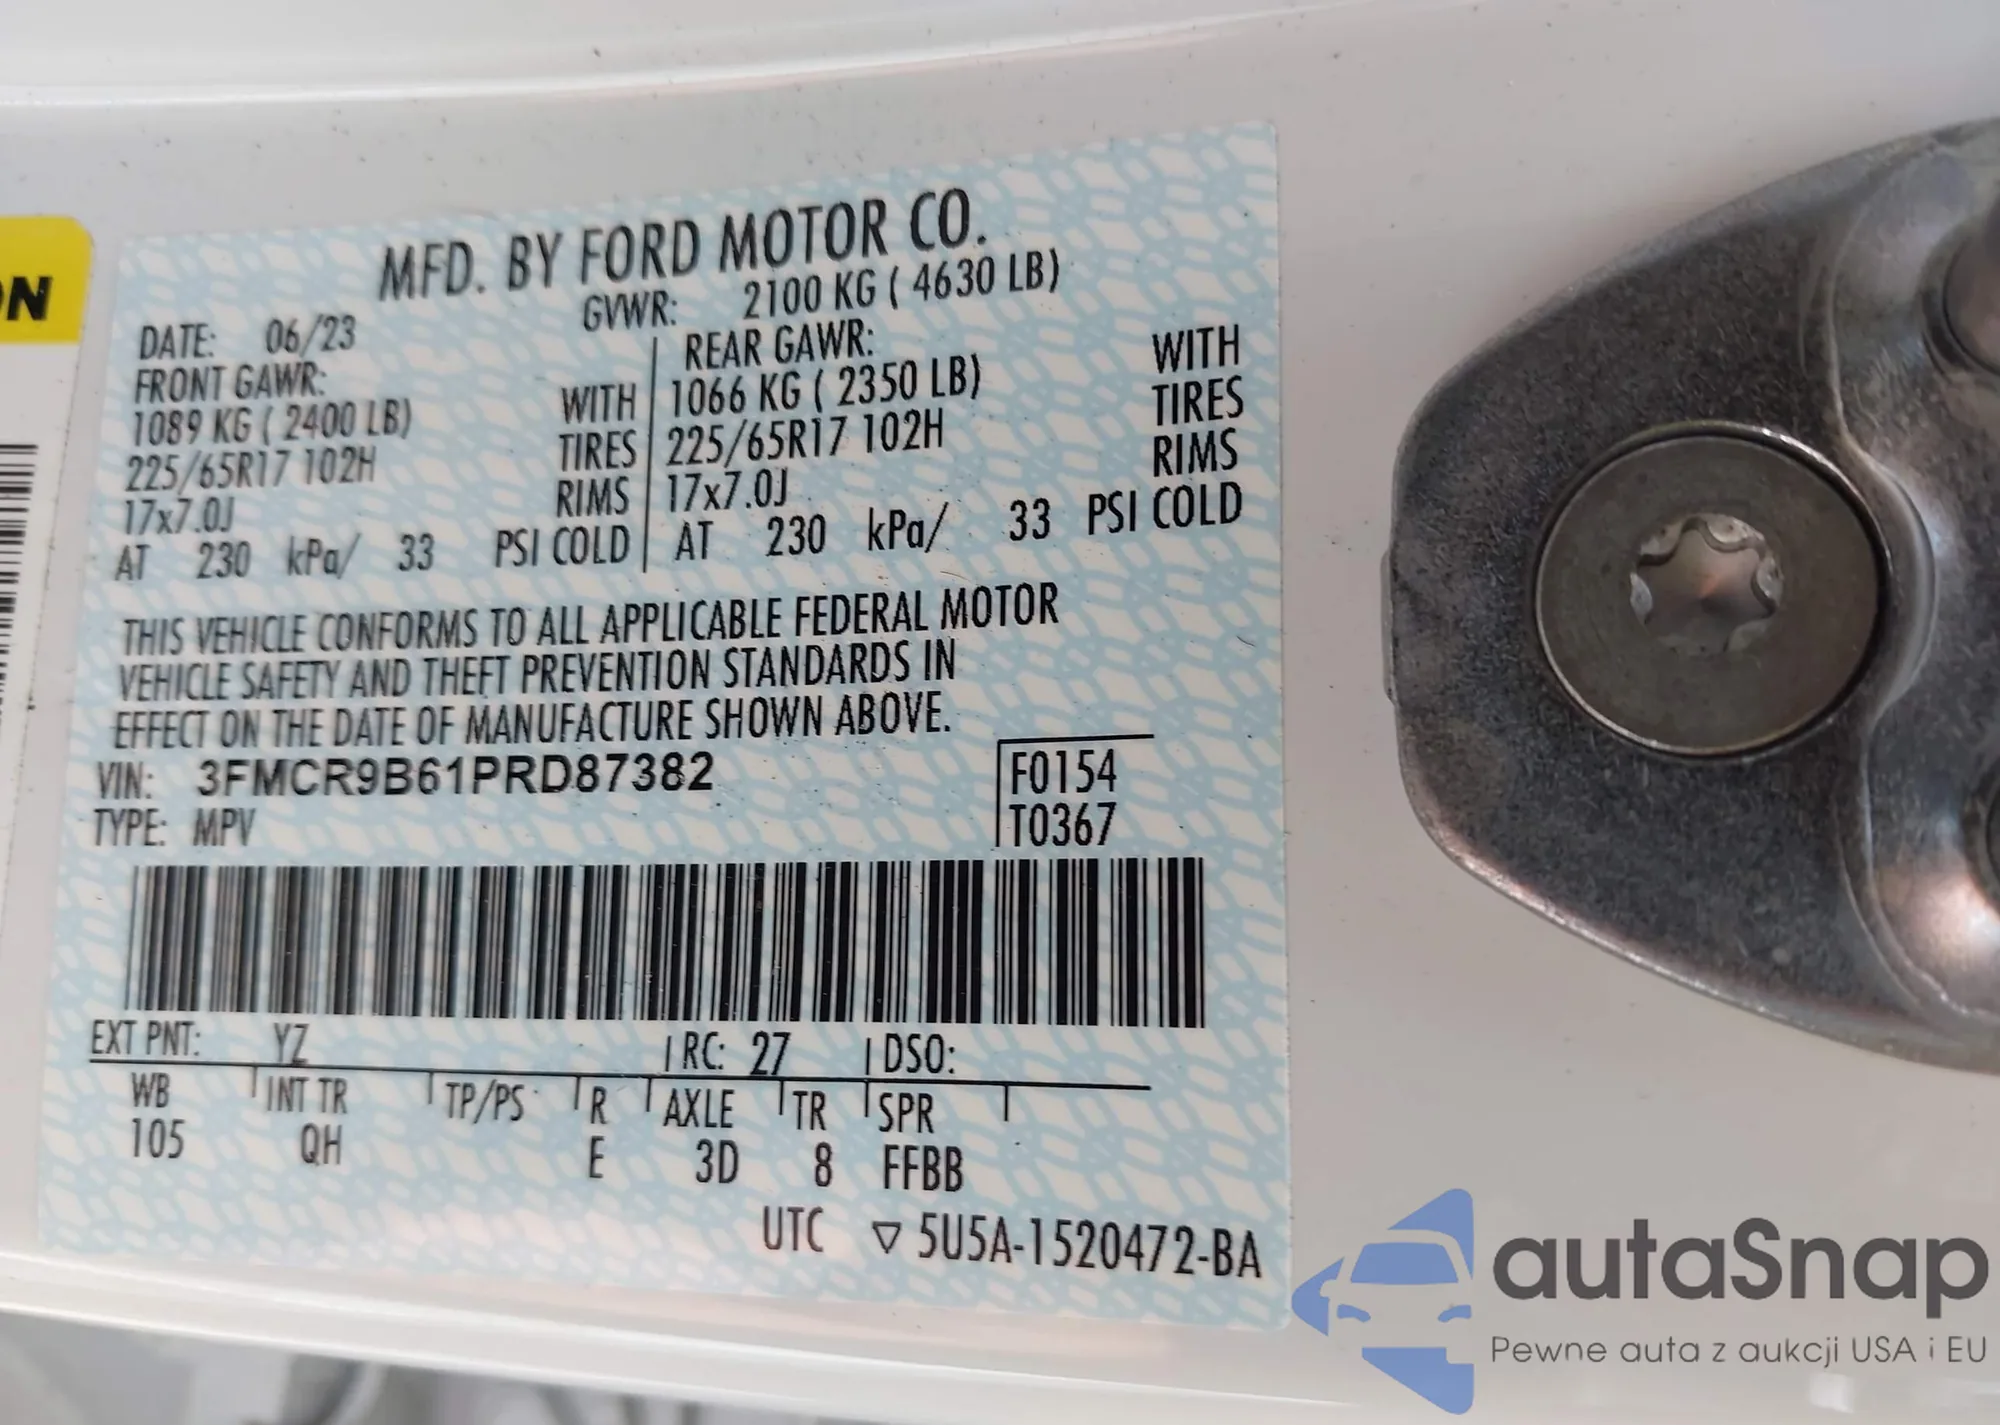 ON
MFD. BY FORD MOTOR CO.
DATE: 06/23 GVWR: 2100 KG ( 4630 LB)
FRONT GAWR: REAR GAWR:
1089 KG ( 2400 LB) WITH 1066 KG ( 2350 LB) WITH
225/65R17 102H TIRES 225/65R17 102H TIRES
17x7.0J RIMS 17x7.0J RIMS
AT 230 kPa/ 33 PSI COLD AT 230 kPa/ 33 PSI COLD
THIS VEHICLE CONFORMS TO ALL APPLICABLE FEDERAL MOTOR
VEHICLE SAFETY AND THEFT PREVENTION STANDARDS IN
EFFECT ON THE DATE OF MANUFACTURE SHOWN ABOVE.
VIN: 3FMCR9B61PRD87382 F0154
TYPE: MPV T0367
EXT PNT: YZ RC: 27 DSO:
WB INT TR TP/PS R AXLE TR SPR
105 QH E 3D 8 FFBB
UTC ▽ 5U5A-1520472-BA
autaSnap
Pewne auta z aukcji USA i EU